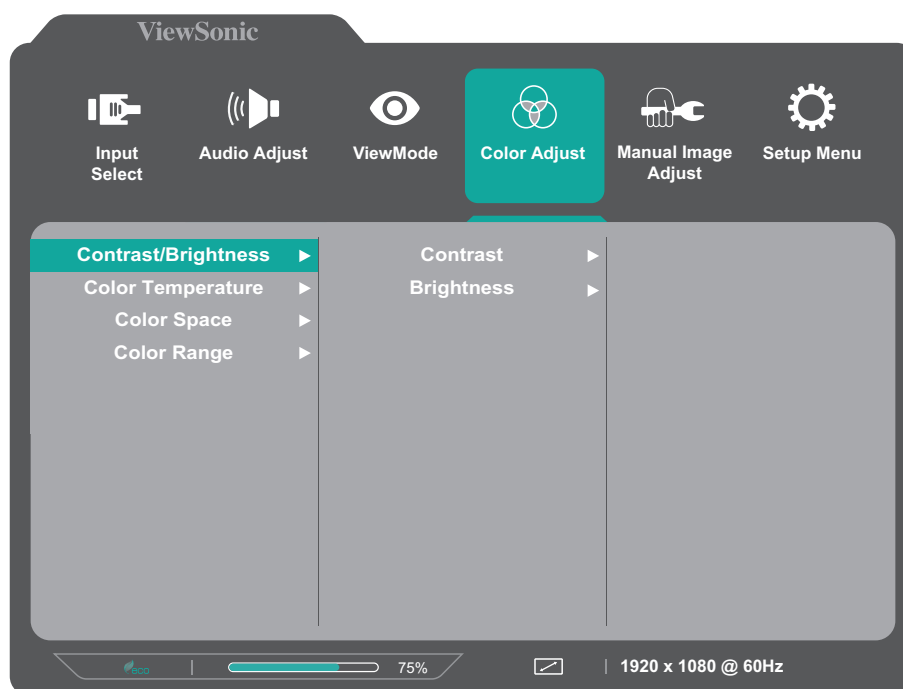 ViewSonic
Input
Select
Audio Adjust
ViewMode
Color Adjust
Manual Image
Adjust
Setup Menu
Contrast/Brightness
Contrast
Color Temperature
Brightness
Color Space
Color Range
eco
75%
1920 x 1080 @ 60Hz